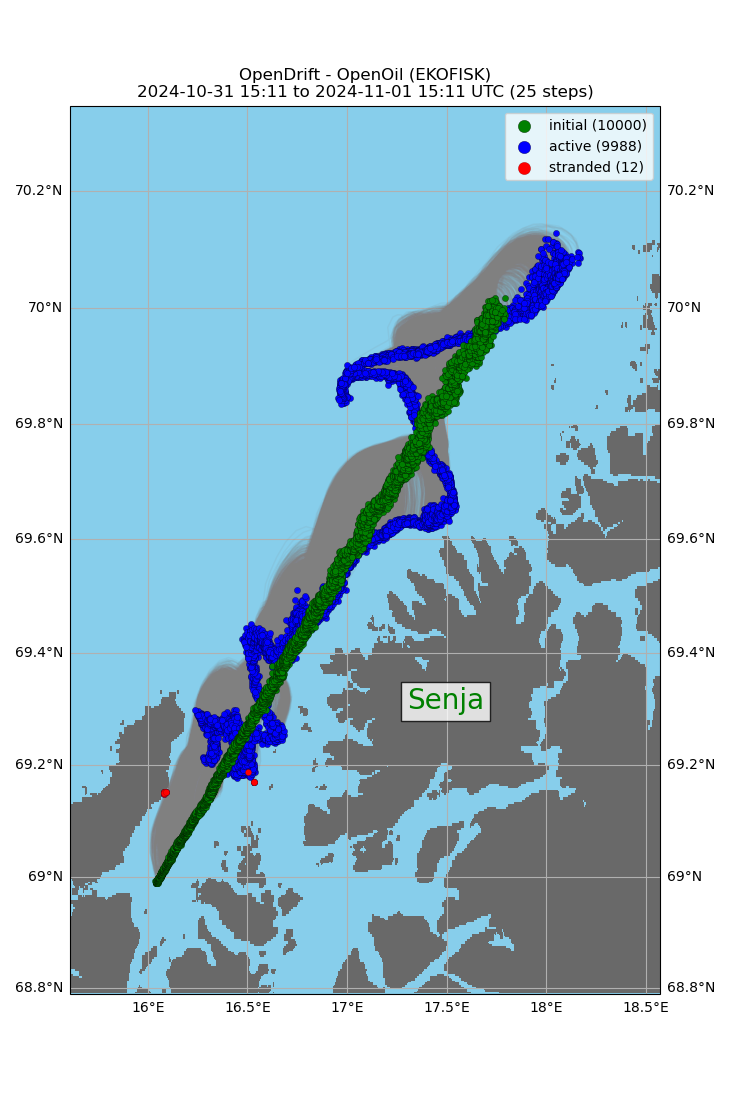 OpenDrift - OpenOil (EKOFISK)
2024-10-31 15:11 to 2024-11-01 15:11 UTC (25 steps)
initial (10000)
active (9988)
stranded (12)
70.2°N 70.2°N
70°N 70°N
69.8°N 69.8°N
69.6°N 69.6°N
69.4°N 69.4°N
Senja
69.2°N 69.2°N
69°N 69°N
68.8°N 68.8°N
16°E 16.5°E 17°E 17.5°E 18°E 18.5°E